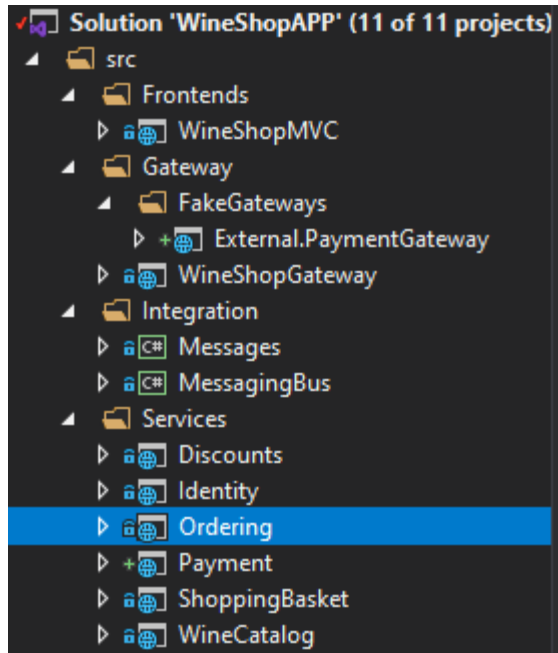 Solution 'WineShopAPP' (11 of 11 projects)
src
Frontends
WineShopMVC
Gateway
FakeGateways
External.PaymentGateway
WineShopGateway
Integration
C# Messages
C# MessagingBus
Services
Discounts
Identity
Ordering
Payment
ShoppingBasket
WineCatalog